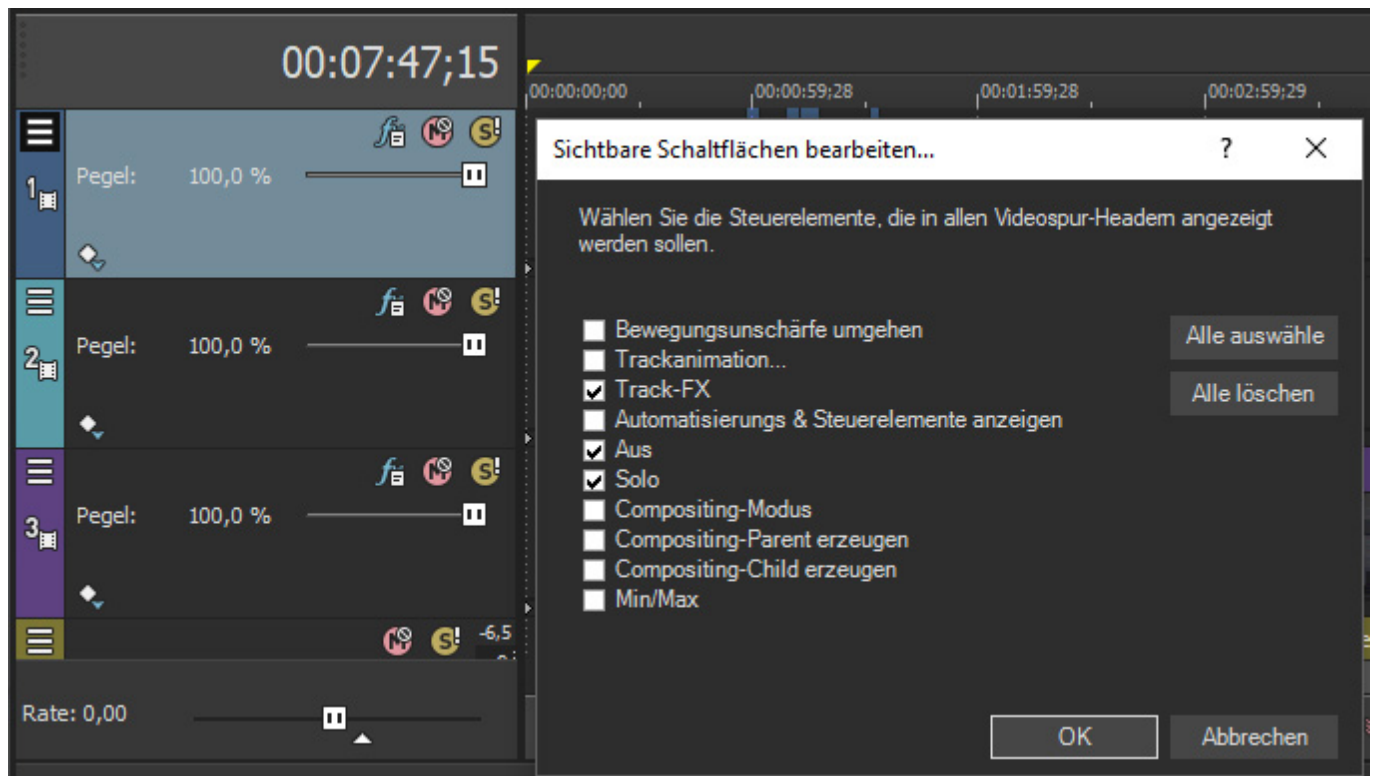 00:07:47;15
00:00:00;00 00:00:59;28 00:01:59;28 00:02:59;29
1
Pegel: 100,0 %
2
Pegel: 100,0 %
3
Pegel: 100,0 %
-6,5
Rate: 0,00
Sichtbare Schaltflächen bearbeiten... ?
Wählen Sie die Steuerelemente, die in allen Videospur-Headern angezeigt
werden sollen.
Bewegungsunschärfe umgehen
Trackanimation...
Track-FX
Automatisierungs & Steuerelemente anzeigen
Aus
Solo
Compositing-Modus
Compositing-Parent erzeugen
Compositing-Child erzeugen
Min/Max
Alle auswähle
Alle löschen
OK Abbrechen